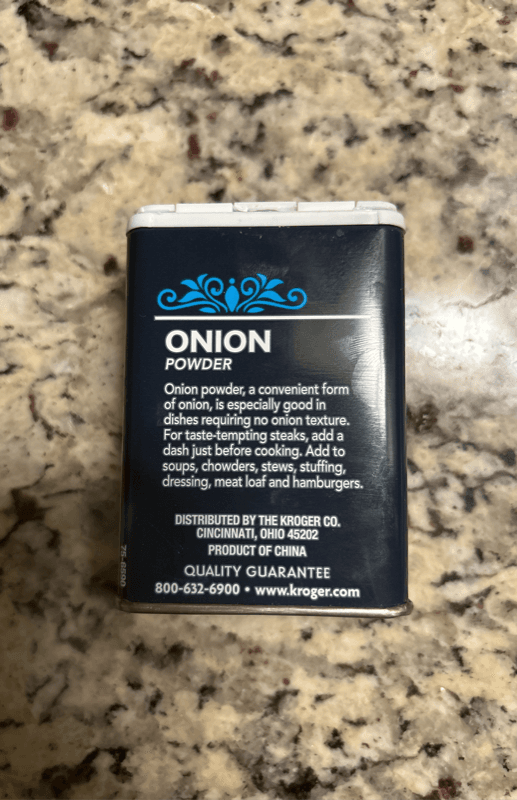 ONION
POWDER
Onion powder, a convenient form
of onion, is especially good in
dishes requiring no onion texture.
For taste-tempting steaks, add a
dash just before cooking. Add to
soups, chowders, stews, stuffing,
dressing, meat loaf and hamburgers.
DISTRIBUTED BY THE KROGER CO.
CINCINNATI, OHIO 45202
PRODUCT OF CHINA
QUALITY GUARANTEE
800-632-6900 • www.kroger.com